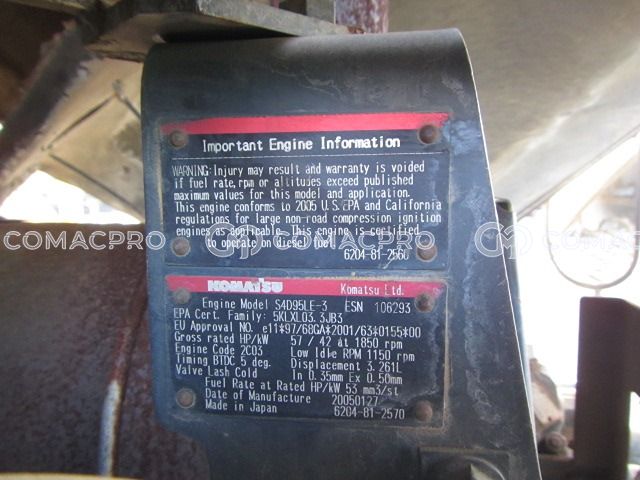 Important Engine Information
WARNING: Injury may result and warranty is voided
if fuel rate, rpm or altitudes exceed published
maximum values for this model and application.
This engine conforms to 2005 U.S.EPA and California
regulations for large non-road compression ignition
engines as applicable. This engine is certified
to operate on diesel fuel.
6204-81-2560
COMACPRO COMACPRO COMACPRO
KOMATSU Komatsu Ltd.
Engine Model S4D95LE-3 ESN 106293
EPA Cert. Family: 5KLXL03.3JB3
EU Approval NO. e11*97/68GA*2001/63*0155*00
Gross rated HP/kW 57 / 42 at 1850 rpm
Engine Code 2C03 Low Idle RPM 1150 rpm
Timing BTDC 5 deg. Displacement 3.261L
Valve Lash Cold In 0.35mm Ex 0.50mm
Fuel Rate at Rated HP/kW 53 mm3/st
Date of Manufacture 20050127
Made in Japan 6204-81-2570